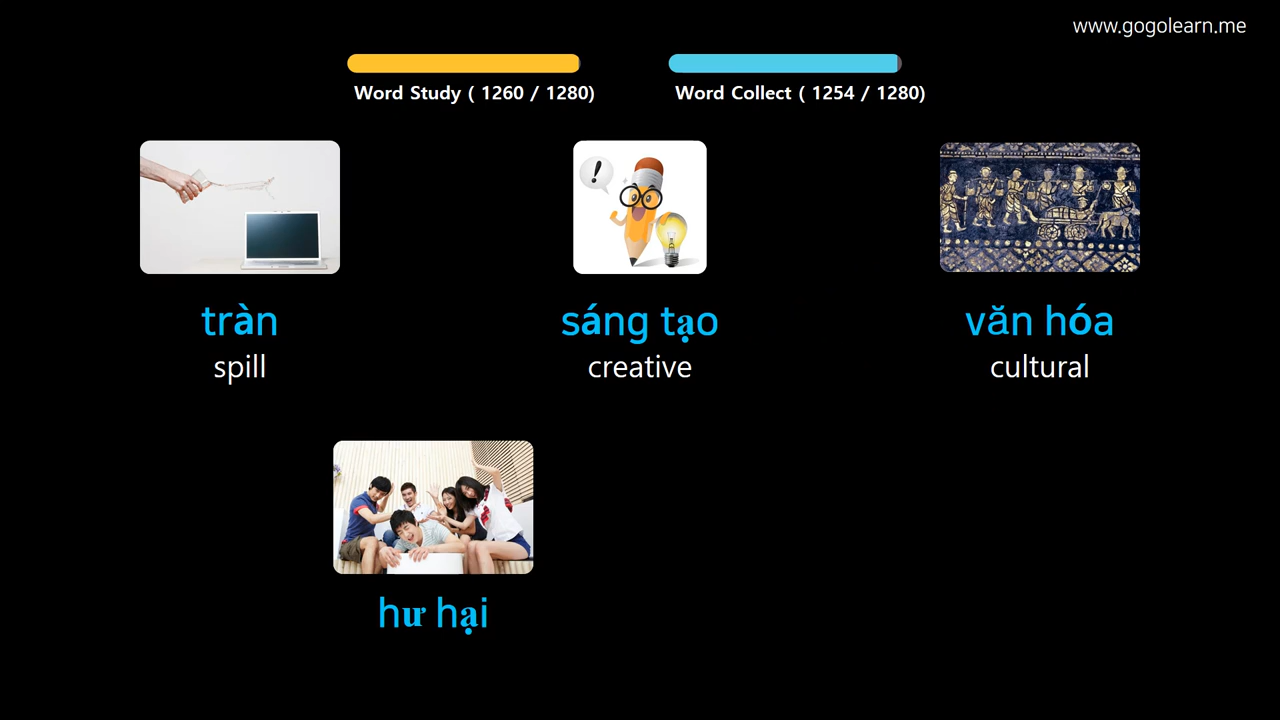 www.gogolearn.me
Word Study ( 1260 / 1280)
Word Collect ( 1254 / 1280)
tràn
spill
sáng tạo
creative
văn hóa
cultural
hư hại